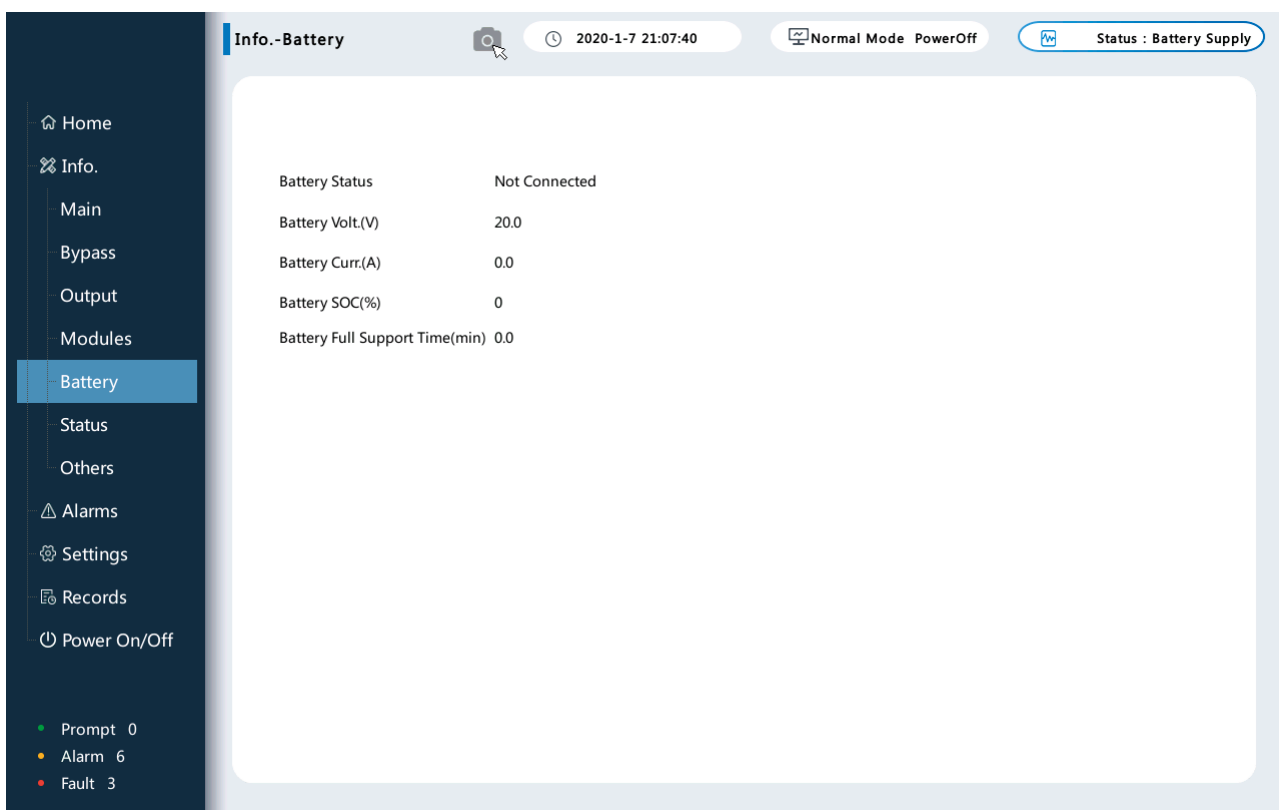 Info.-Battery
2020-1-7 21:07:40
Normal Mode PowerOff
Status : Battery Supply
Home
Info.
Main
Bypass
Output
Modules
Battery
Status
Others
Alarms
Settings
Records
Power On/Off
Prompt 0
Alarm 6
Fault 3
Battery Status Not Connected
Battery Volt.(V) 20.0
Battery Curr.(A) 0.0
Battery SOC(%) 0
Battery Full Support Time(min) 0.0